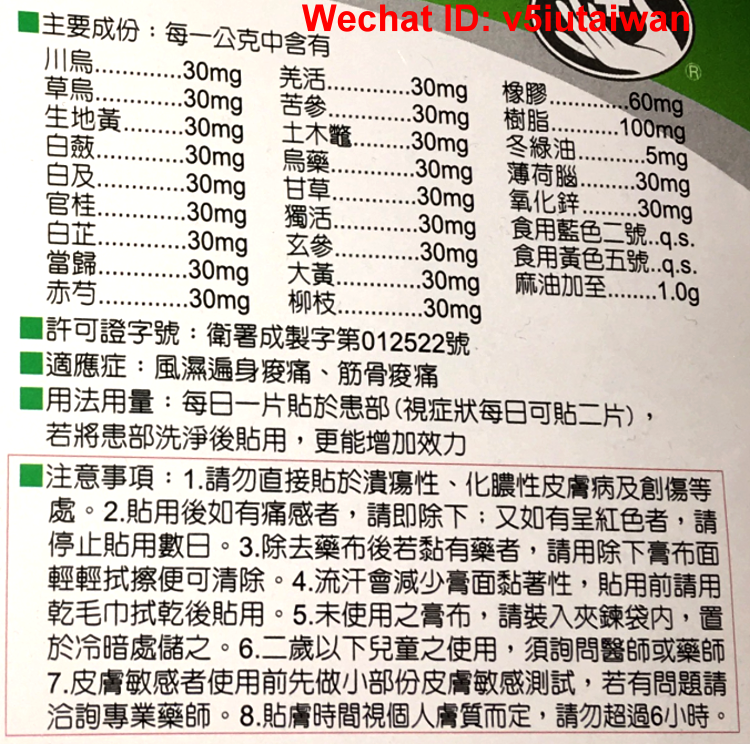 Wechat ID: v5iutaiwan
®
■主要成份：每一公克中含有
川烏.............30mg
草烏.............30mg
生地黃.........30mg
白蘞.............30mg
白及.............30mg
官桂.............30mg
白芷.............30mg
當歸.............30mg
赤芍.............30mg
羌活............30mg
苦參............30mg
土木鼈.........30mg
烏藥............30mg
甘草............30mg
獨活............30mg
玄參............30mg
大黃............30mg
柳枝............30mg
橡膠...........60mg
樹脂..........100mg
冬綠油..........5mg
薄荷腦........30mg
氧化鋅........30mg
食用藍色二號..q.s.
食用黃色五號..q.s.
麻油加至.......1.0g
■許可證字號：衛署成製字第012522號
■適應症：風濕遍身痠痛、筋骨痠痛
■用法用量：每日一片貼於患部(視症狀每日可貼二片)，
若將患部洗淨後貼用，更能增加效力
■注意事項：1.請勿直接貼於潰瘍性、化膿性皮膚病及創傷等
處。2.貼用後如有痛感者，請即除下；又如有呈紅色者，請
停止貼用數日。3.除去藥布後若黏有藥者，請用除下膏布面
輕輕拭擦便可清除。4.流汗會減少膏面黏著性，貼用前請用
乾毛巾拭乾後貼用。5.未使用之膏布，請裝入夾鍊袋內，置
於冷暗處儲之。6.二歲以下兒童之使用，須詢問醫師或藥師
7.皮膚敏感者使用前先做小部份皮膚敏感測試，若有問題請
洽詢專業藥師。8.貼膚時間視個人膚質而定，請勿超過6小時。